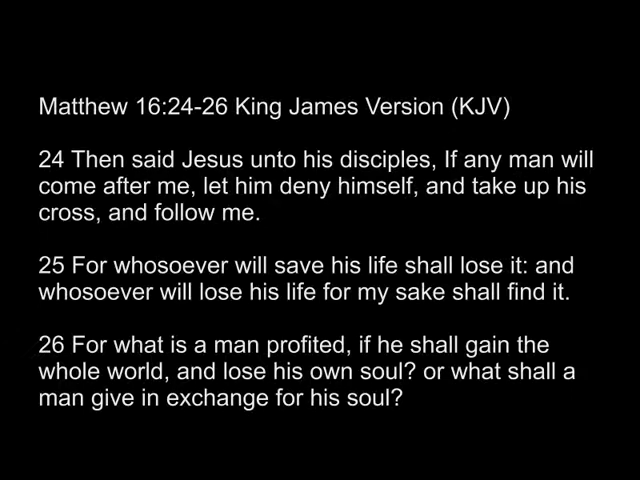 Matthew 16:24-26 King James Version (KJV)
24 Then said Jesus unto his disciples, If any man will
come after me, let him deny himself, and take up his
cross, and follow me.
25 For whosoever will save his life shall lose it: and
whosoever will lose his life for my sake shall find it.
26 For what is a man profited, if he shall gain the
whole world, and lose his own soul? or what shall a
man give in exchange for his soul?